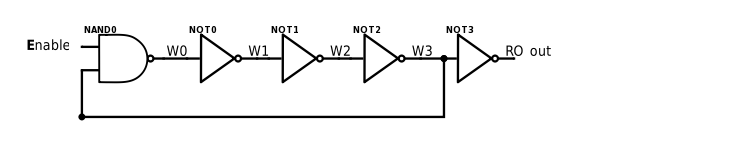 NAND0 NOT0 NOT1 NOT2 NOT3
Enable W0 W1 W2 W3 RO out